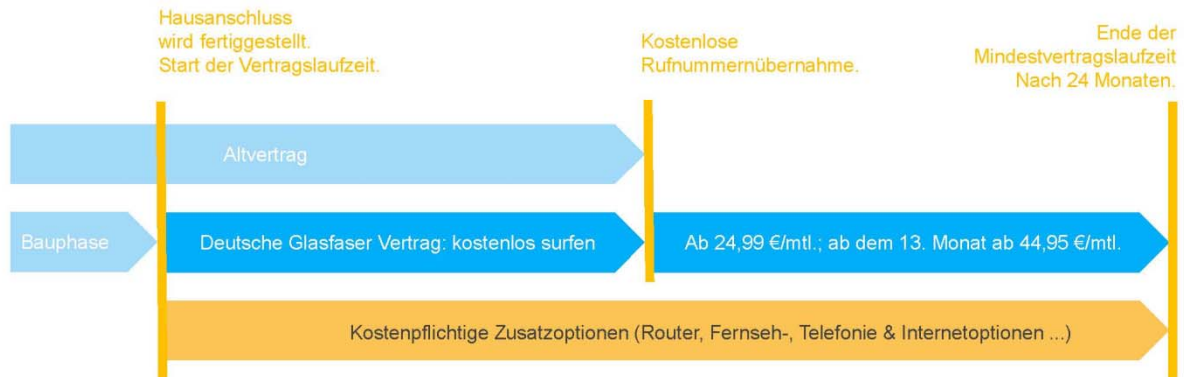 Hausanschluss
wird fertiggestellt.
Start der Vertragslaufzeit.
Kostenlose
Rufnummernübernahme.
Ende der
Mindestvertragslaufzeit
Nach 24 Monaten.
Altvertrag
Bauphase
Deutsche Glasfaser Vertrag: kostenlos surfen
Ab 24,99 €/mtl.; ab dem 13. Monat ab 44,95 €/mtl.
Kostenpflichtige Zusatzoptionen (Router, Fernseh-, Telefonie & Internetoptionen ...)